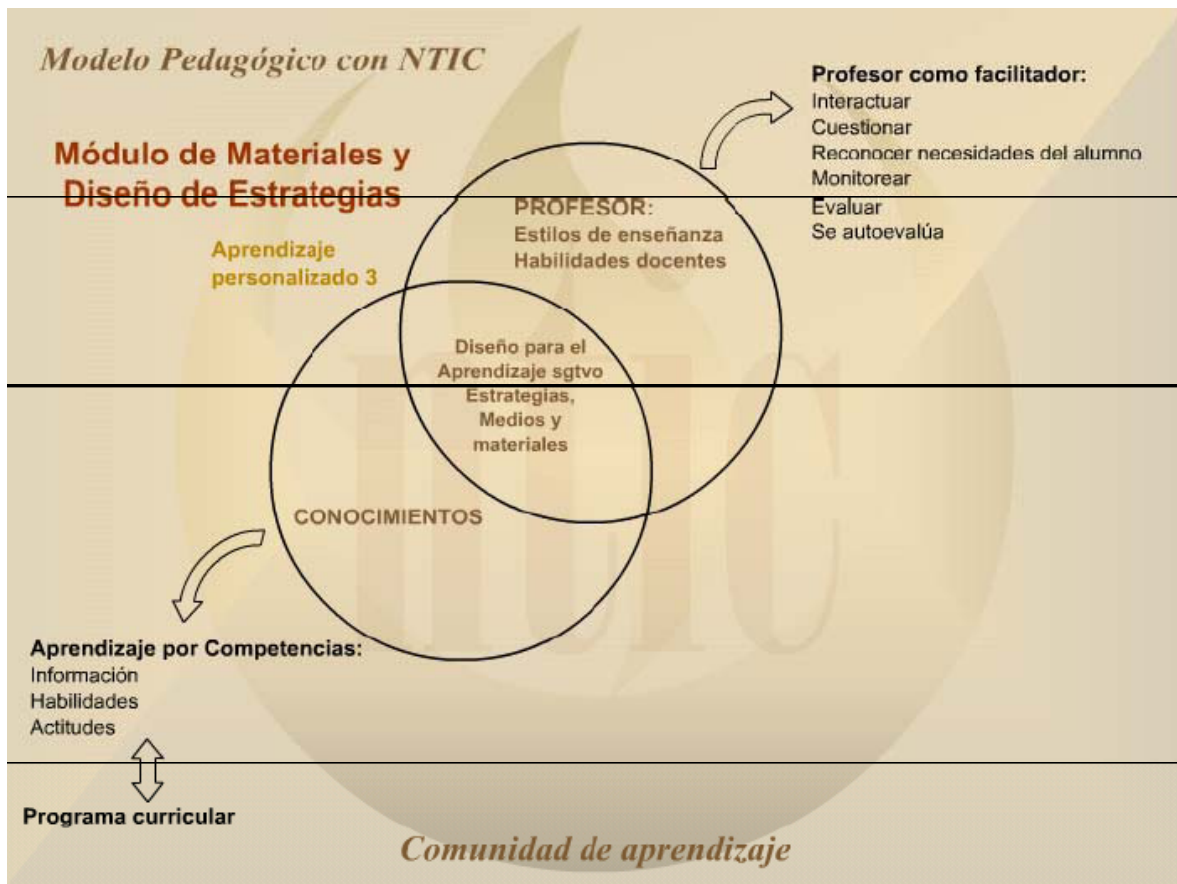 Modelo Pedagógico con NTIC
Módulo de Materiales y
Diseño de Estrategias
Aprendizaje
personalizado 3
Profesor como facilitador:
Interactuar
Cuestionar
Reconocer necesidades del alumno
Monitorear
Evaluar
Se autoevalúa
PROFESOR:
Estilos de enseñanza
Habilidades docentes
Diseño para el
Aprendizaje sgtvo
Estrategias,
Medios y
materiales
CONOCIMIENTOS
Aprendizaje por Competencias:
Información
Habilidades
Actitudes
Programa curricular
Comunidad de aprendizaje
ntic